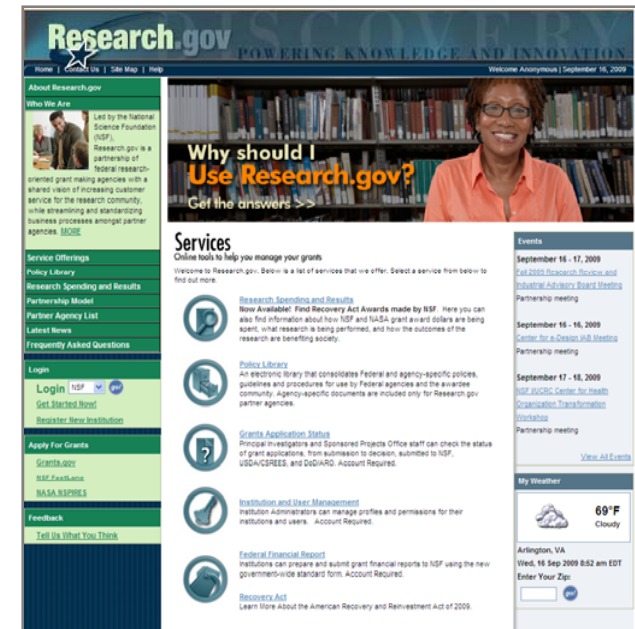 DISCOVERY
Research.gov
POWERING KNOWLEDGE AND INNOVATION
Home | Contact Us | Site Map | Help
Welcome Anonymous | September 16, 2009
About Research.gov
Who We Are
Led by the National
Science Foundation
(NSF),
Research.gov is a
partnership of
federal research-
oriented grant making agencies with a
shared vision of increasing customer
service for the research community,
while streamlining and standardizing
business processes amongst partner
agencies. MORE
Service Offerings
Policy Library
Research Spending and Results
Partnership Model
Partner Agency List
Latest News
Frequently Asked Questions
Login
Login NSF go!
Get Started Now!
Register New Institution
Apply For Grants
Grants.gov
NSF FastLane
NASA NSPIRES
Feedback
Tell Us What You Think
Why should I
Use Research.gov?
Get the answers >>
Services
Online tools to help you manage your grants
Welcome to Research.gov. Below is a list of services that we offer. Select a service from below to
find out more.
Research Spending and Results
Now Available! Find Recovery Act Awards made by NSF. Here you can
also find information about how NSF and NASA grant award dollars are being
spent, what research is being performed, and how the outcomes of the
research are benefiting society.
Policy Library
An electronic library that consolidates Federal and agency-specific policies,
guidelines and procedures for use by Federal agencies and the awardee
community. Agency-specific documents are included only for Research.gov
partner agencies.
Grants Application Status
Principal Investigators and Sponsored Projects Office staff can check the status
of grant applications, from submission to decision, submitted to NSF,
USDA/CSREES, and DoD/ARO. Account Required.
Institution and User Management
Institution Administrators can manage profiles and permissions for their
institutions and users. Account Required.
Federal Financial Report
Institutions can prepare and submit grant financial reports to NSF using the new
government-wide standard form. Account Required.
Recovery Act
Learn More About the American Recovery and Reinvestment Act of 2009.
Events
September 16 - 17, 2009
Fall 2009 Research Review and
Industrial Advisory Board Meeting
Partnership meeting
September 16 - 16, 2009
Center for e-Design IAB Meeting
Partnership meeting
September 17 - 18, 2009
NSF I/UCRC Center for Health
Organization Transformation
Workshop
Partnership meeting
View All Events
My Weather
69°F
Cloudy
Arlington, VA
Wed, 16 Sep 2009 8:52 am EDT
Enter Your Zip:
go!